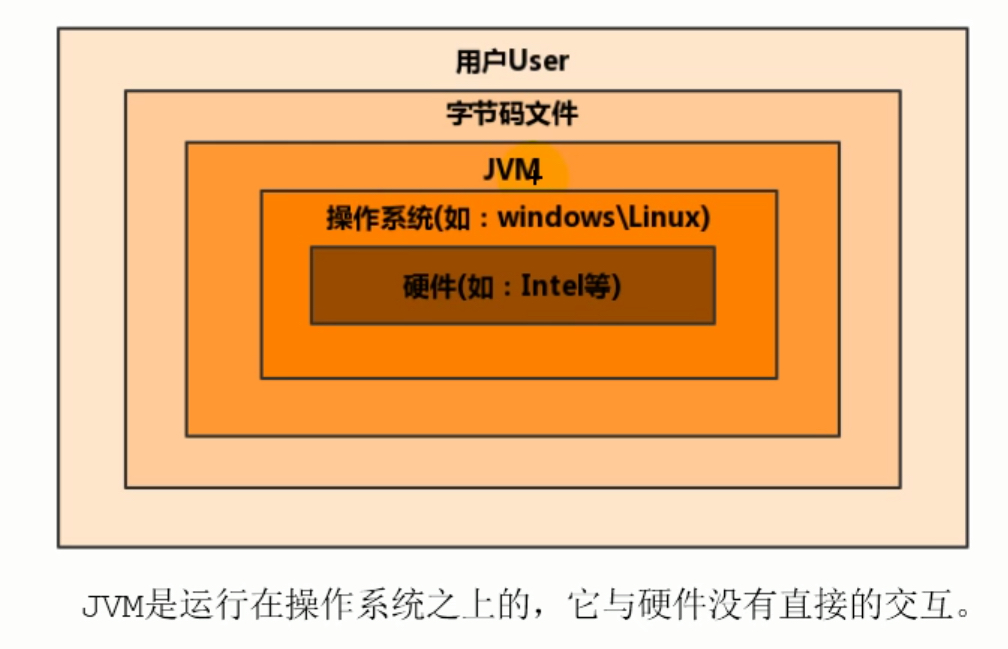 用户User
字节码文件
JVM
操作系统(如：windows\Linux)
硬件(如：Intel等)
JVM是运行在操作系统之上的，它与硬件没有直接的交互。